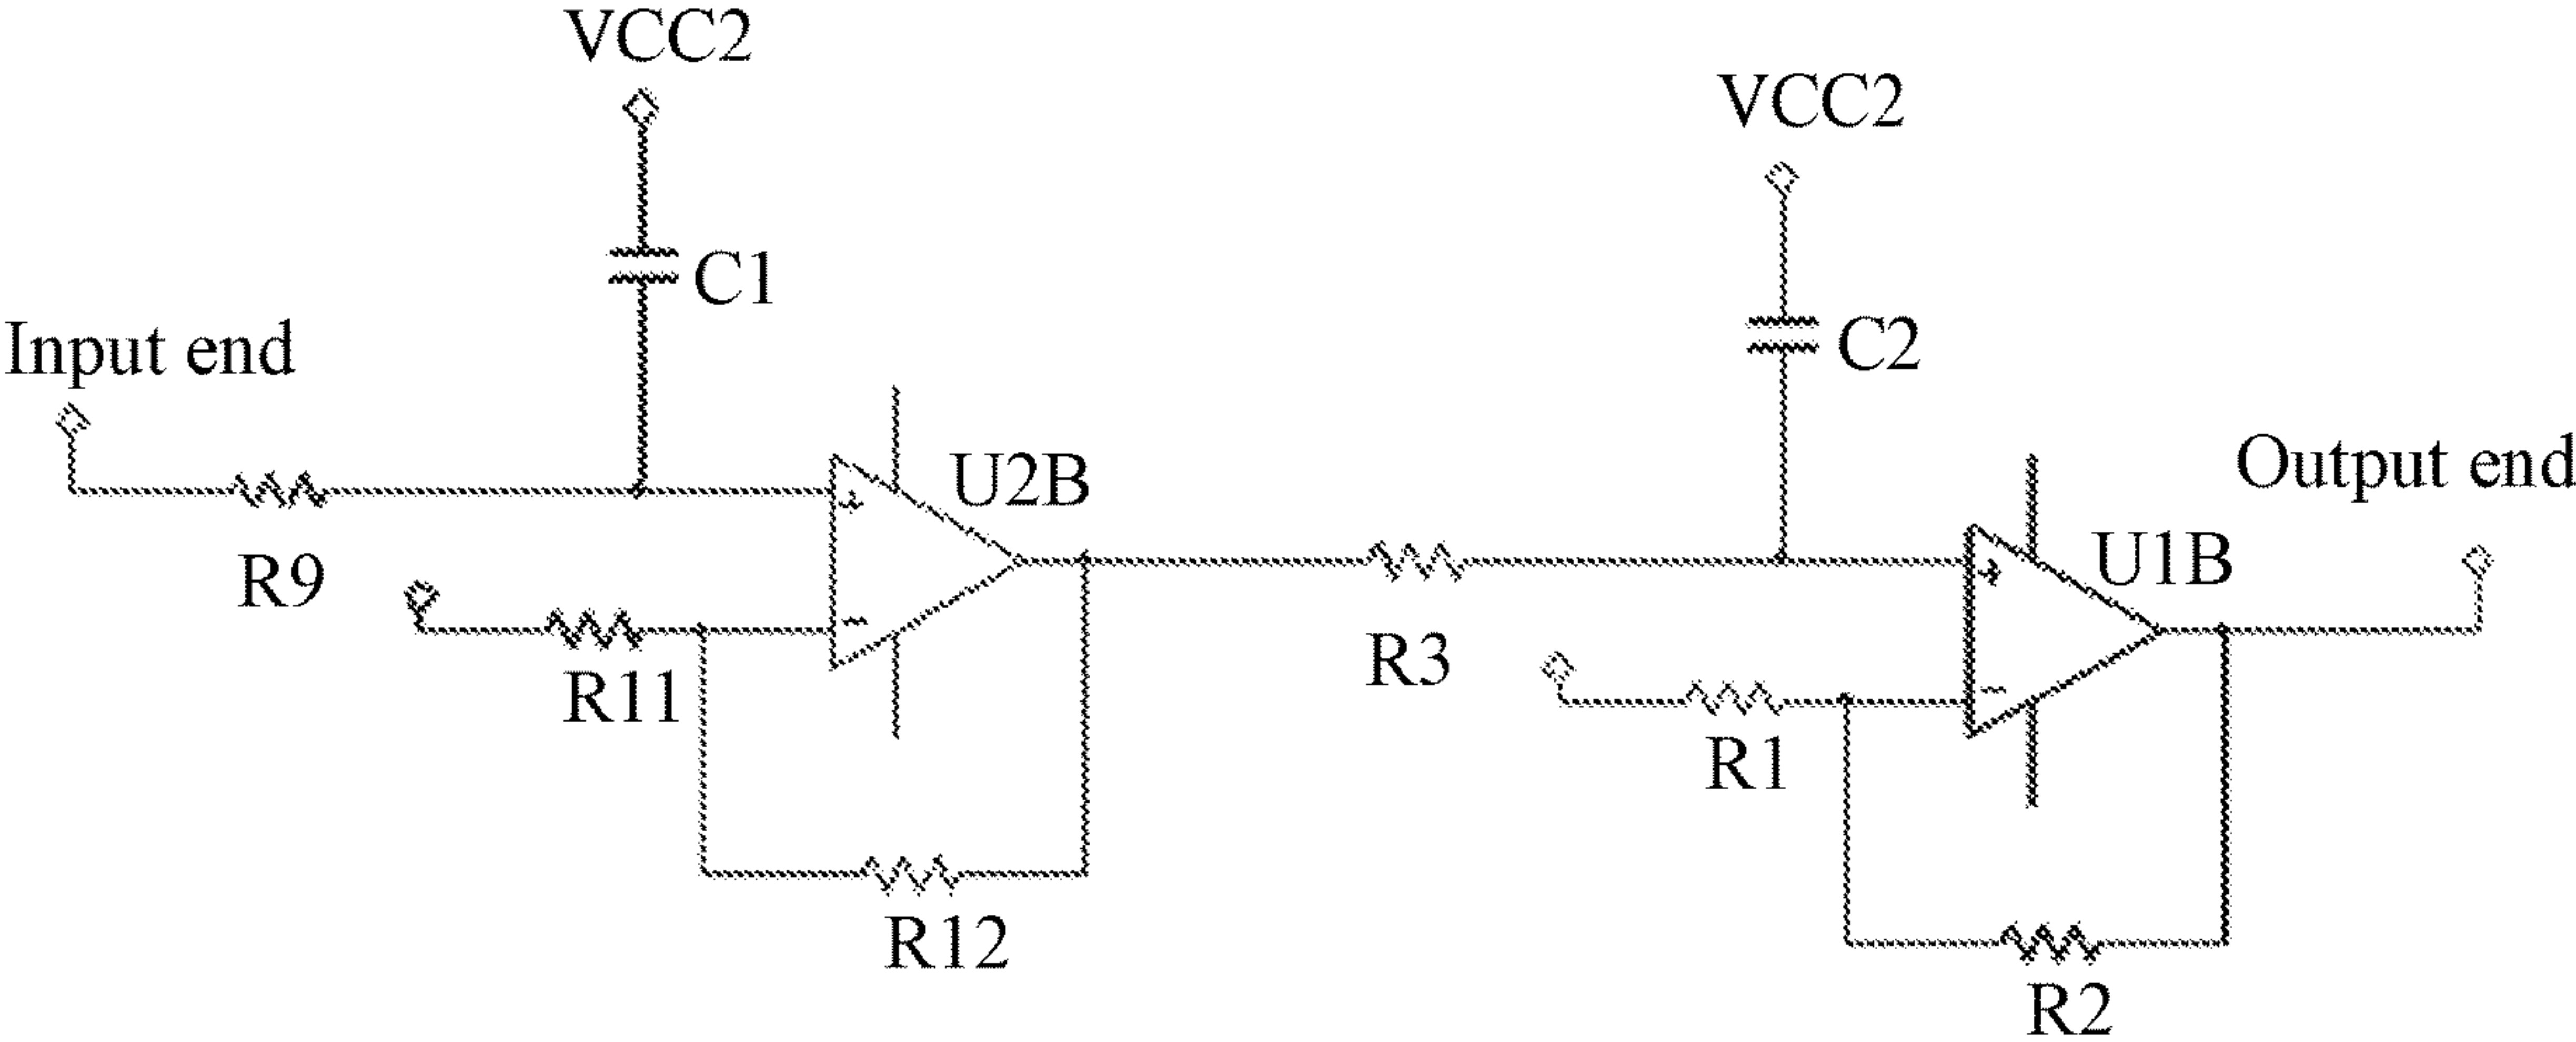 VCC2
VCC2
C1
C2
Input end
U2B
Output end
U1B
R9
R3
R11
R1
R12
R2